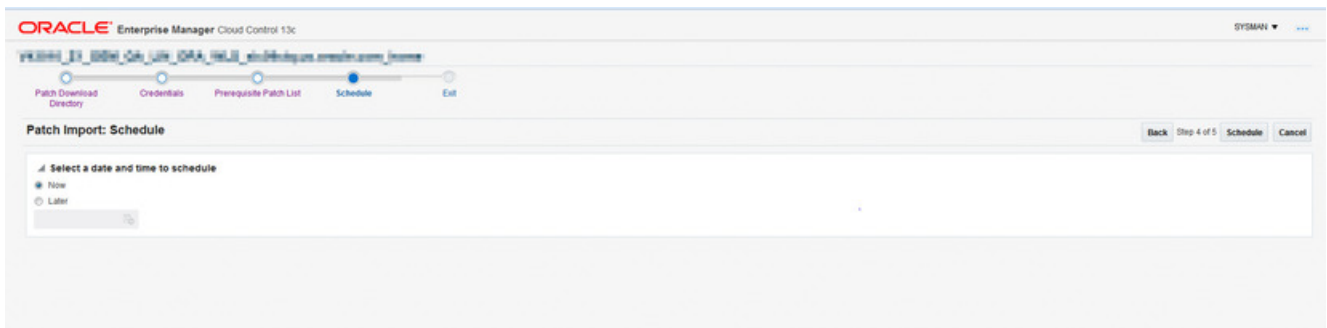 ORACLE Enterprise Manager Cloud Control 13c
SYSMAN
Patch Download Directory
Credentials
Prerequisite Patch List
Schedule
Exit
Patch Import: Schedule
Back Step 4 of 5 Schedule Cancel
Select a date and time to schedule
Now
Later